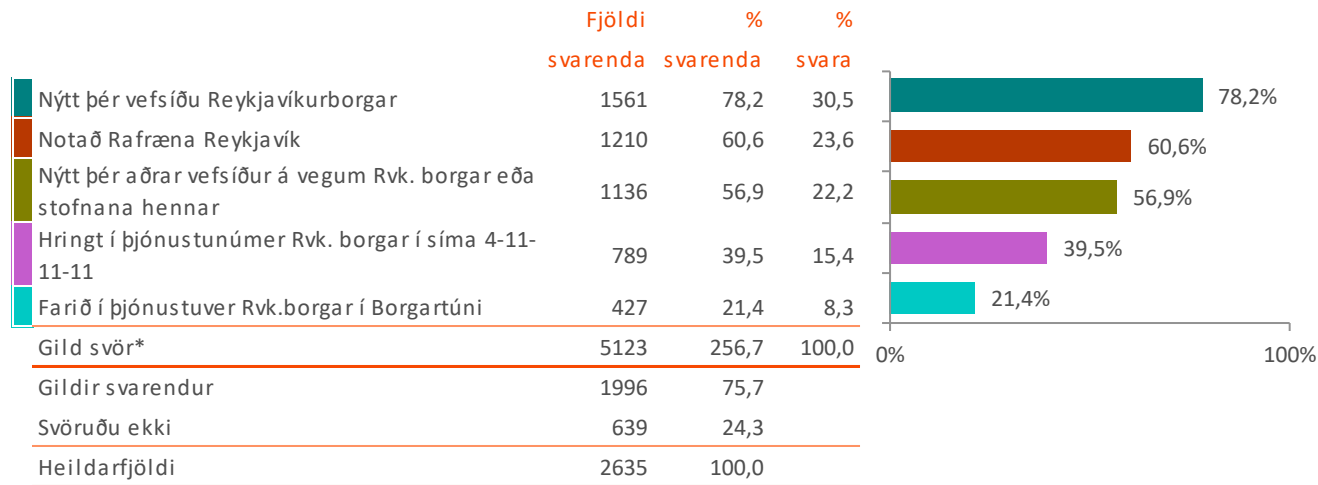 Fjöldi % %
svarenda svarenda svara
Nýtt þér vefsíðu Reykjavíkurborgar 1561 78,2 30,5
Notað Rafræna Reykjavík 1210 60,6 23,6
Nýtt þér aðrar vefsíður á vegum Rvk. borgar eða
stofnana hennar 1136 56,9 22,2
Hringt í þjónustunúmer Rvk. borgar í síma 4-11-
11-11 789 39,5 15,4
Farið í þjónustuver Rvk.borgar í Borgartúni 427 21,4 8,3
Gild svör* 5123 256,7 100,0
Gildir svarendur 1996 75,7
Svöruðu ekki 639 24,3
Heildarfjöldi 2635 100,0
78,2%
60,6%
56,9%
39,5%
21,4%
0% 100%